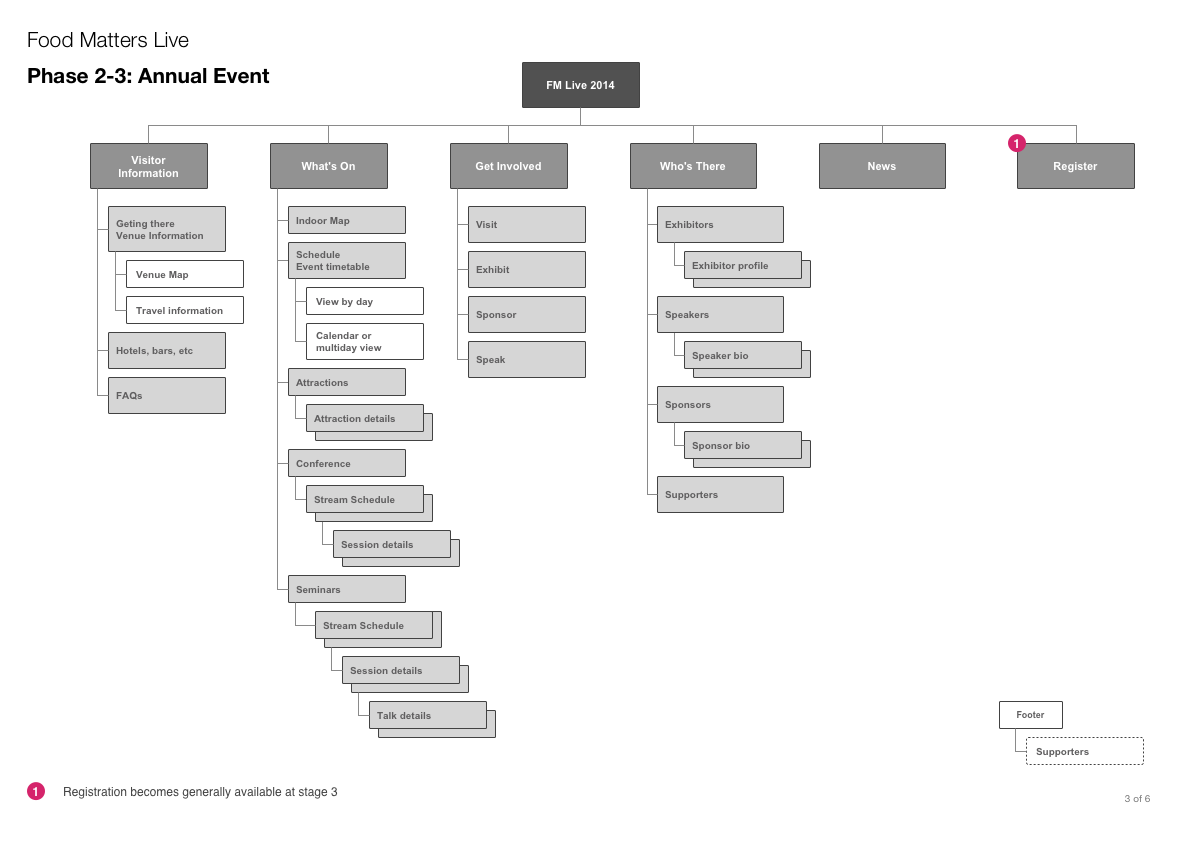 Food Matters Live
Phase 2-3: Annual Event
FM Live 2014
Visitor
Information
What's On
Get Involved
Who's There
News
1
Register
Geting there
Venue Information
Venue Map
Travel information
Hotels, bars, etc
FAQs
Indoor Map
Schedule
Event timetable
View by day
Calendar or
multiday view
Attractions
Attraction details
Conference
Stream Schedule
Session details
Seminars
Stream Schedule
Session details
Talk details
Visit
Exhibit
Sponsor
Speak
Exhibitors
Exhibitor profile
Speakers
Speaker bio
Sponsors
Sponsor bio
Supporters
Footer
Supporters
1 Registration becomes generally available at stage 3
3 of 6